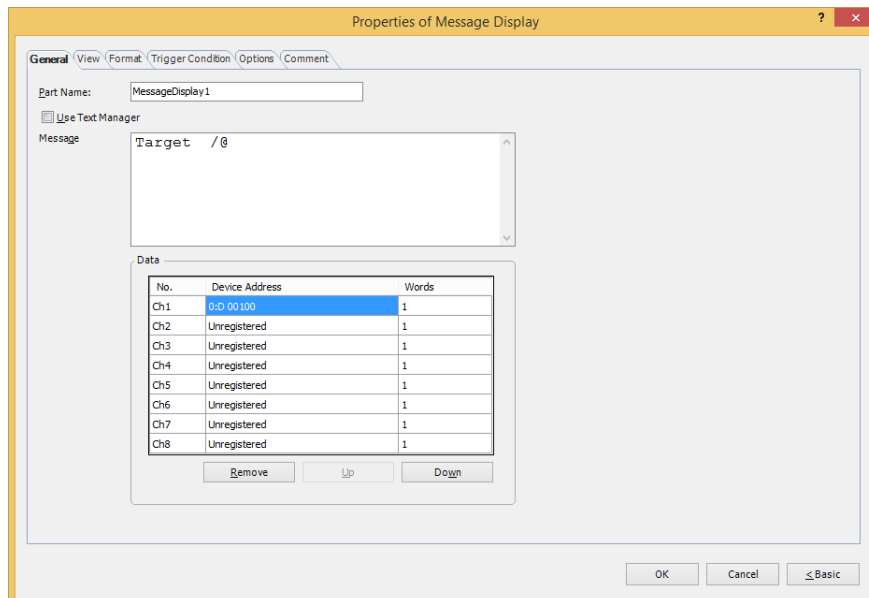 Properties of Message Display ? ×
General View Format Trigger Condition Options Comment
Part Name: MessageDisplay1
Use Text Manager
Message Target /@
Data
No. Device Address Words
Ch1 0:D 00100 1
Ch2 Unregistered 1
Ch3 Unregistered 1
Ch4 Unregistered 1
Ch5 Unregistered 1
Ch6 Unregistered 1
Ch7 Unregistered 1
Ch8 Unregistered 1
Remove Up Down
OK Cancel <Basic